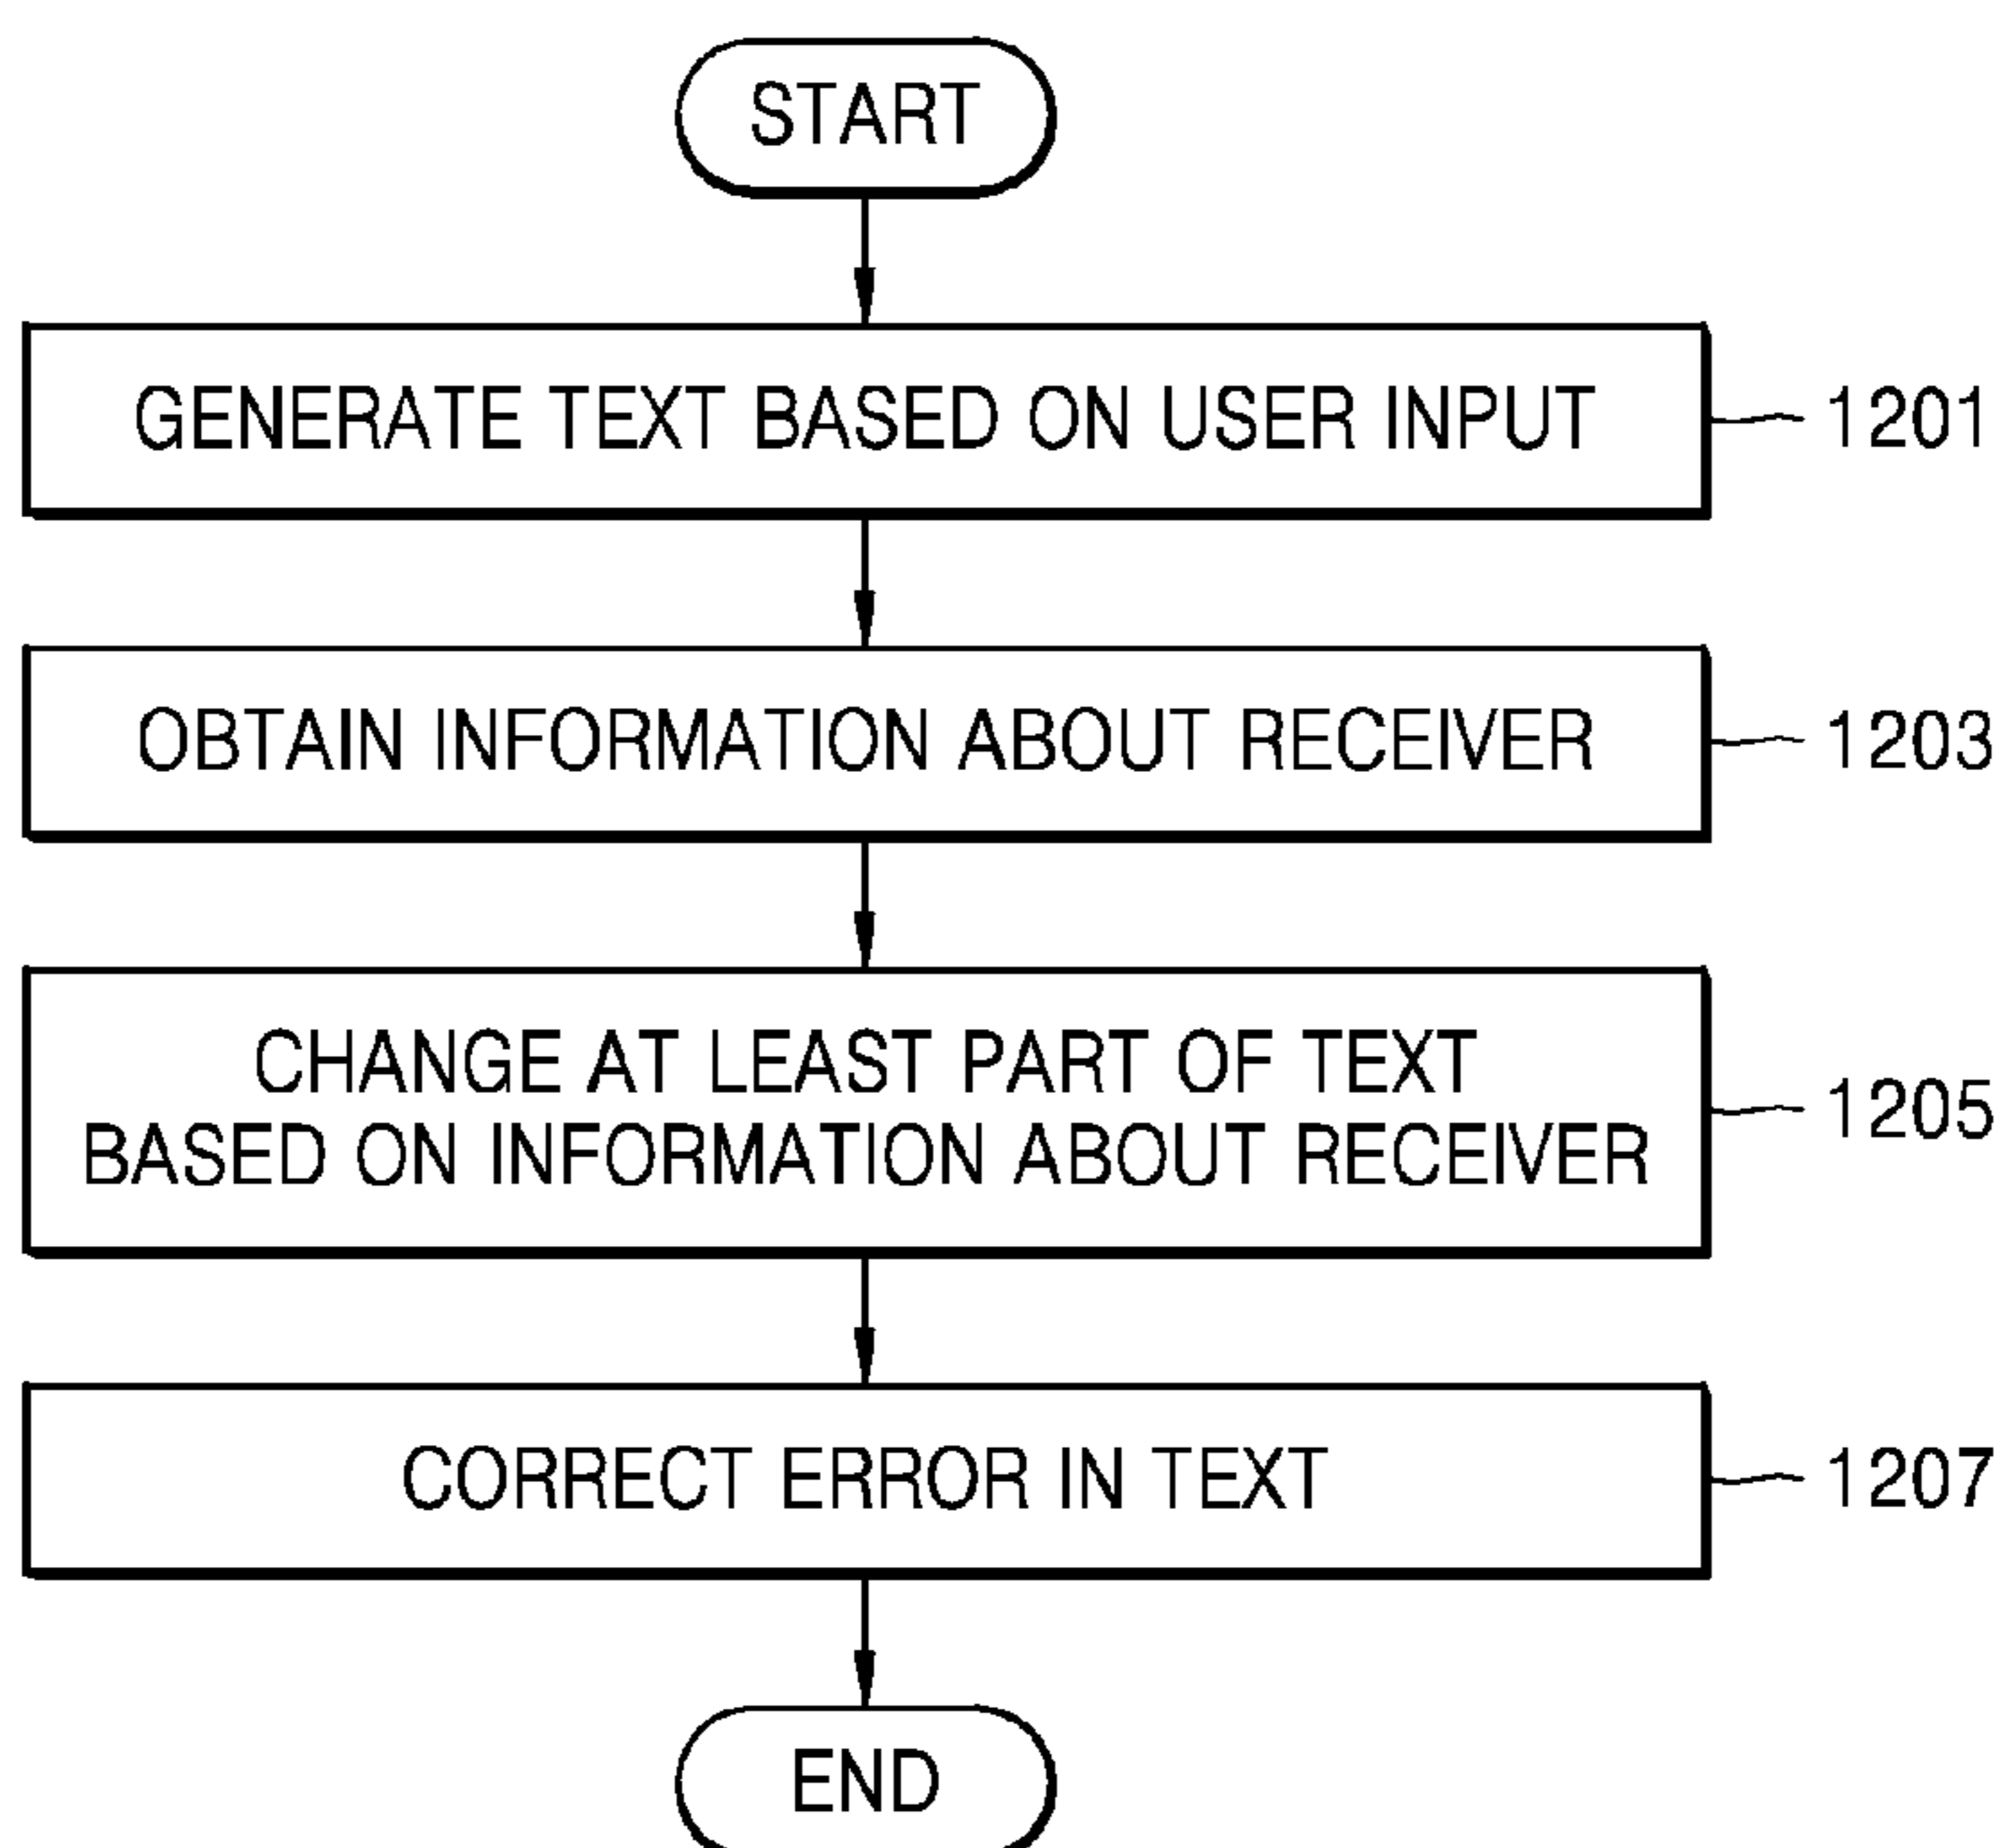 START
GENERATE TEXT BASED ON USER INPUT
1201
OBTAIN INFORMATION ABOUT RECEIVER
1203
CHANGE AT LEAST PART OF TEXT
BASED ON INFORMATION ABOUT RECEIVER
1205
CORRECT ERROR IN TEXT
1207
END